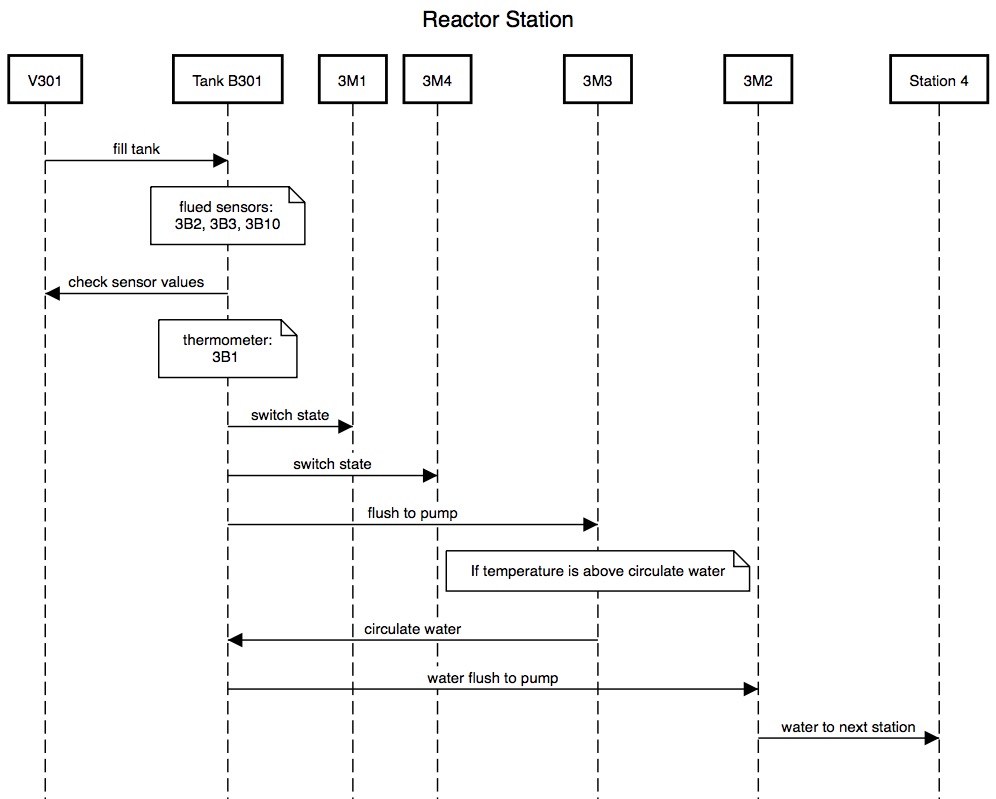 Reactor Station
V301
Tank B301
3M1
3M4
3M3
3M2
Station 4
fill tank
flued sensors:
3B2, 3B3, 3B10
check sensor values
thermometer:
3B1
switch state
switch state
flush to pump
If temperature is above circulate water
circulate water
water flush to pump
water to next station